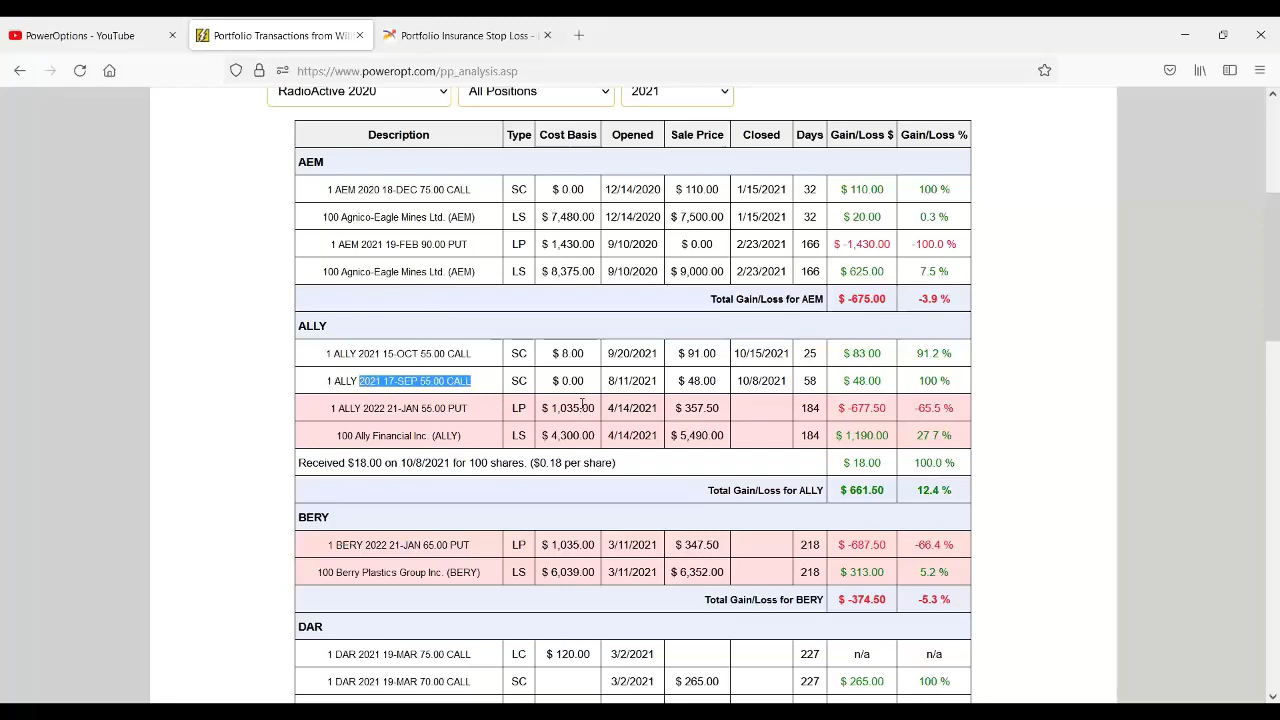 PowerOptions - YouTube
Portfolio Transactions from Will
Portfolio Insurance Stop Loss -
https://www.poweropt.com/pp_analysis.asp
RadioActive 2020 All Positions 2021
Description Type Cost Basis Opened Sale Price Closed Days Gain/Loss $ Gain/Loss %
AEM
1 AEM 2020 18-DEC 75.00 CALL SC $ 0.00 12/14/2020 $ 110.00 1/15/2021 32 $ 110.00 100 %
100 Agnico-Eagle Mines Ltd. (AEM) LS $ 7,480.00 12/14/2020 $ 7,500.00 1/15/2021 32 $ 20.00 0.3 %
1 AEM 2021 19-FEB 90.00 PUT LP $ 1,430.00 9/10/2020 $ 0.00 2/23/2021 166 $ -1,430.00 -100.0 %
100 Agnico-Eagle Mines Ltd. (AEM) LS $ 8,375.00 9/10/2020 $ 9,000.00 2/23/2021 166 $ 625.00 7.5 %
Total Gain/Loss for AEM $ -675.00 -3.9 %
ALLY
1 ALLY 2021 15-OCT 55.00 CALL SC $ 8.00 9/20/2021 $ 91.00 10/15/2021 25 $ 83.00 91.2 %
1 ALLY 2021 17-SEP 55.00 CALL SC $ 0.00 8/11/2021 $ 48.00 10/8/2021 58 $ 48.00 100 %
1 ALLY 2022 21-JAN 55.00 PUT LP $ 1,035.00 4/14/2021 $ 357.50 184 $ -677.50 -65.5 %
100 Ally Financial Inc. (ALLY) LS $ 4,300.00 4/14/2021 $ 5,490.00 184 $ 1,190.00 27.7 %
Received $18.00 on 10/8/2021 for 100 shares. ($0.18 per share) $ 18.00 100.0 %
Total Gain/Loss for ALLY $ 661.50 12.4 %
BERY
1 BERY 2022 21-JAN 65.00 PUT LP $ 1,035.00 3/11/2021 $ 347.50 218 $ -687.50 -66.4 %
100 Berry Plastics Group Inc. (BERY) LS $ 6,039.00 3/11/2021 $ 6,352.00 218 $ 313.00 5.2 %
Total Gain/Loss for BERY $ -374.50 -5.3 %
DAR
1 DAR 2021 19-MAR 75.00 CALL LC $ 120.00 3/2/2021 227 n/a n/a
1 DAR 2021 19-MAR 70.00 CALL SC 3/2/2021 $ 265.00 227 $ 265.00 100 %